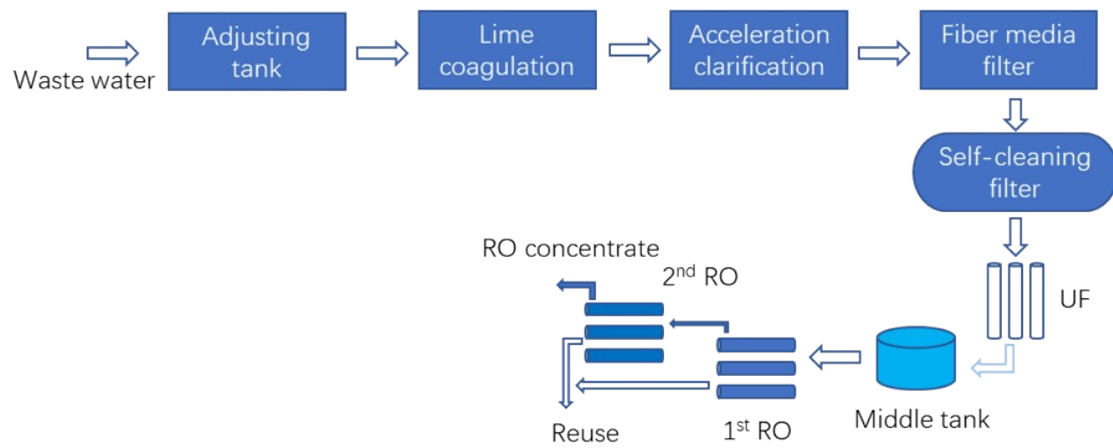 Waste water
Adjusting
tank
Lime
coagulation
Acceleration
clarification
Fiber media
filter
Self-cleaning
filter
UF
Middle tank
1st RO
2nd RO
RO concentrate
Reuse